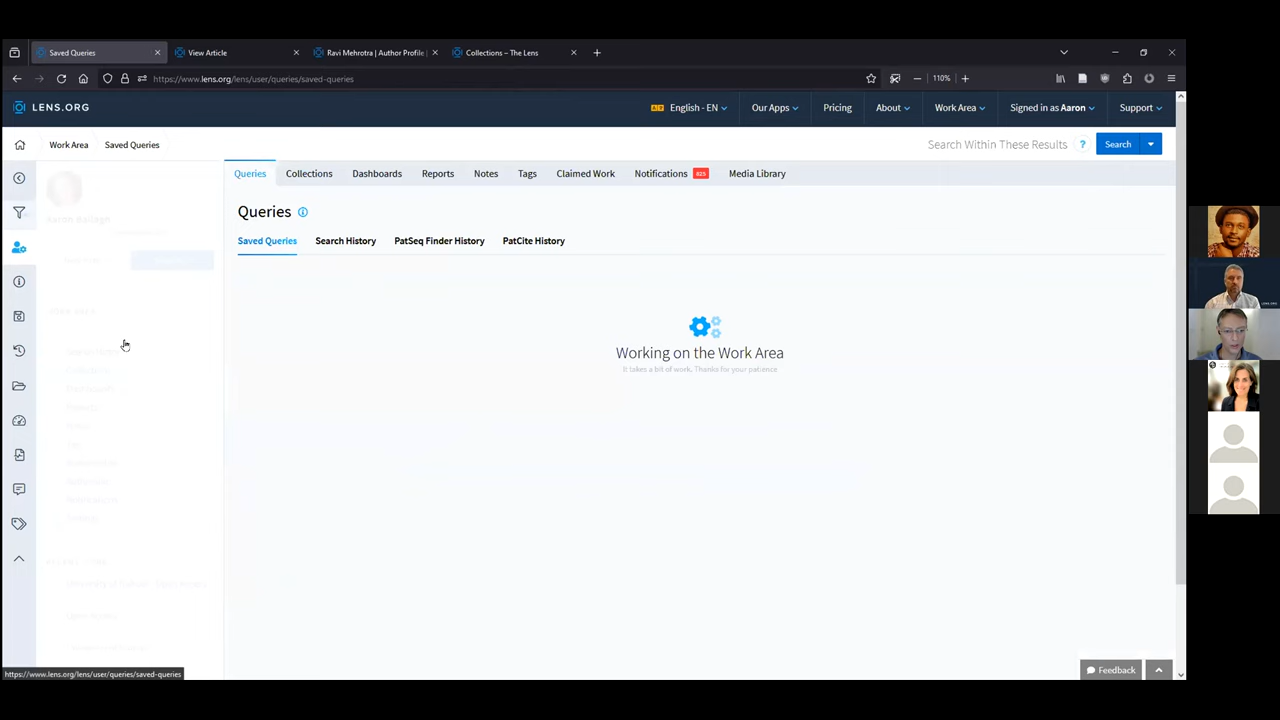 Saved Queries
View Article
Ravi Mehrotra | Author Profile |
Collections – The Lens
https://www.lens.org/lens/user/queries/saved-queries
110%
LENS.ORG
English - EN
Our Apps
Pricing
About
Work Area
Signed in as Aaron
Support
Work Area
Saved Queries
Search Within These Results
?
Search
Queries
Collections
Dashboards
Reports
Notes
Tags
Claimed Work
Notifications
825
Media Library
Queries
Saved Queries
Search History
PatSeq Finder History
PatCite History
Working on the Work Area
It takes a bit of work. Thanks for your patience
Feedback
https://www.lens.org/lens/user/queries/saved-queries
LENS.ORG